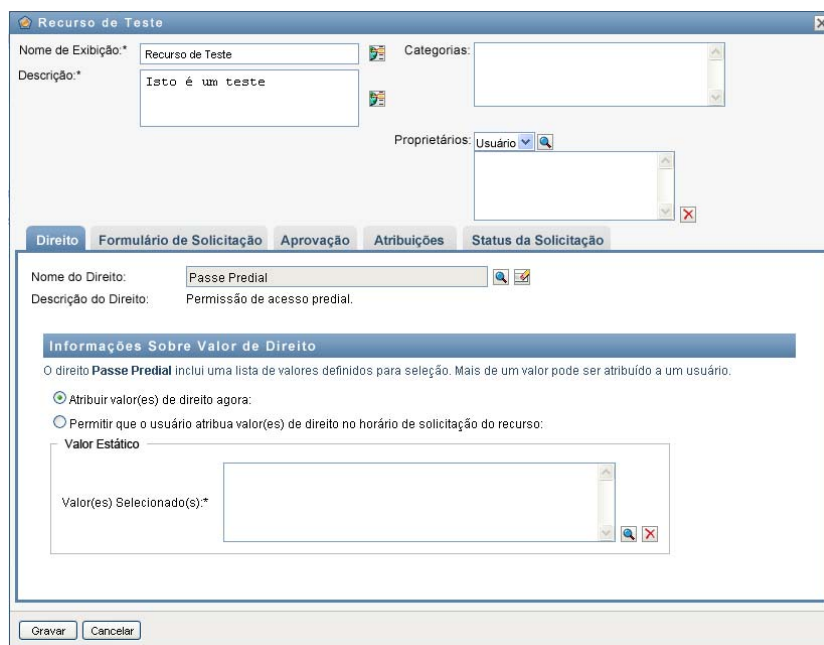 Recurso de Teste
Nome de Exibição:*
Recurso de Teste
Categorias:
Descrição:*
Isto é um teste
Proprietários:
Usuário
Direito
Formulário de Solicitação
Aprovação
Atribuições
Status da Solicitação
Nome do Direito:
Passe Predial
Descrição do Direito:
Permissão de acesso predial.
Informações Sobre Valor de Direito
O direito Passe Predial inclui uma lista de valores definidos para seleção. Mais de um valor pode ser atribuído a um usuário.
Atribuir valor(es) de direito agora:
Permitir que o usuário atribua valor(es) de direito no horário de solicitação do recurso:
Valor Estático
Valor(es) Selecionado(s):*
Gravar
Cancelar